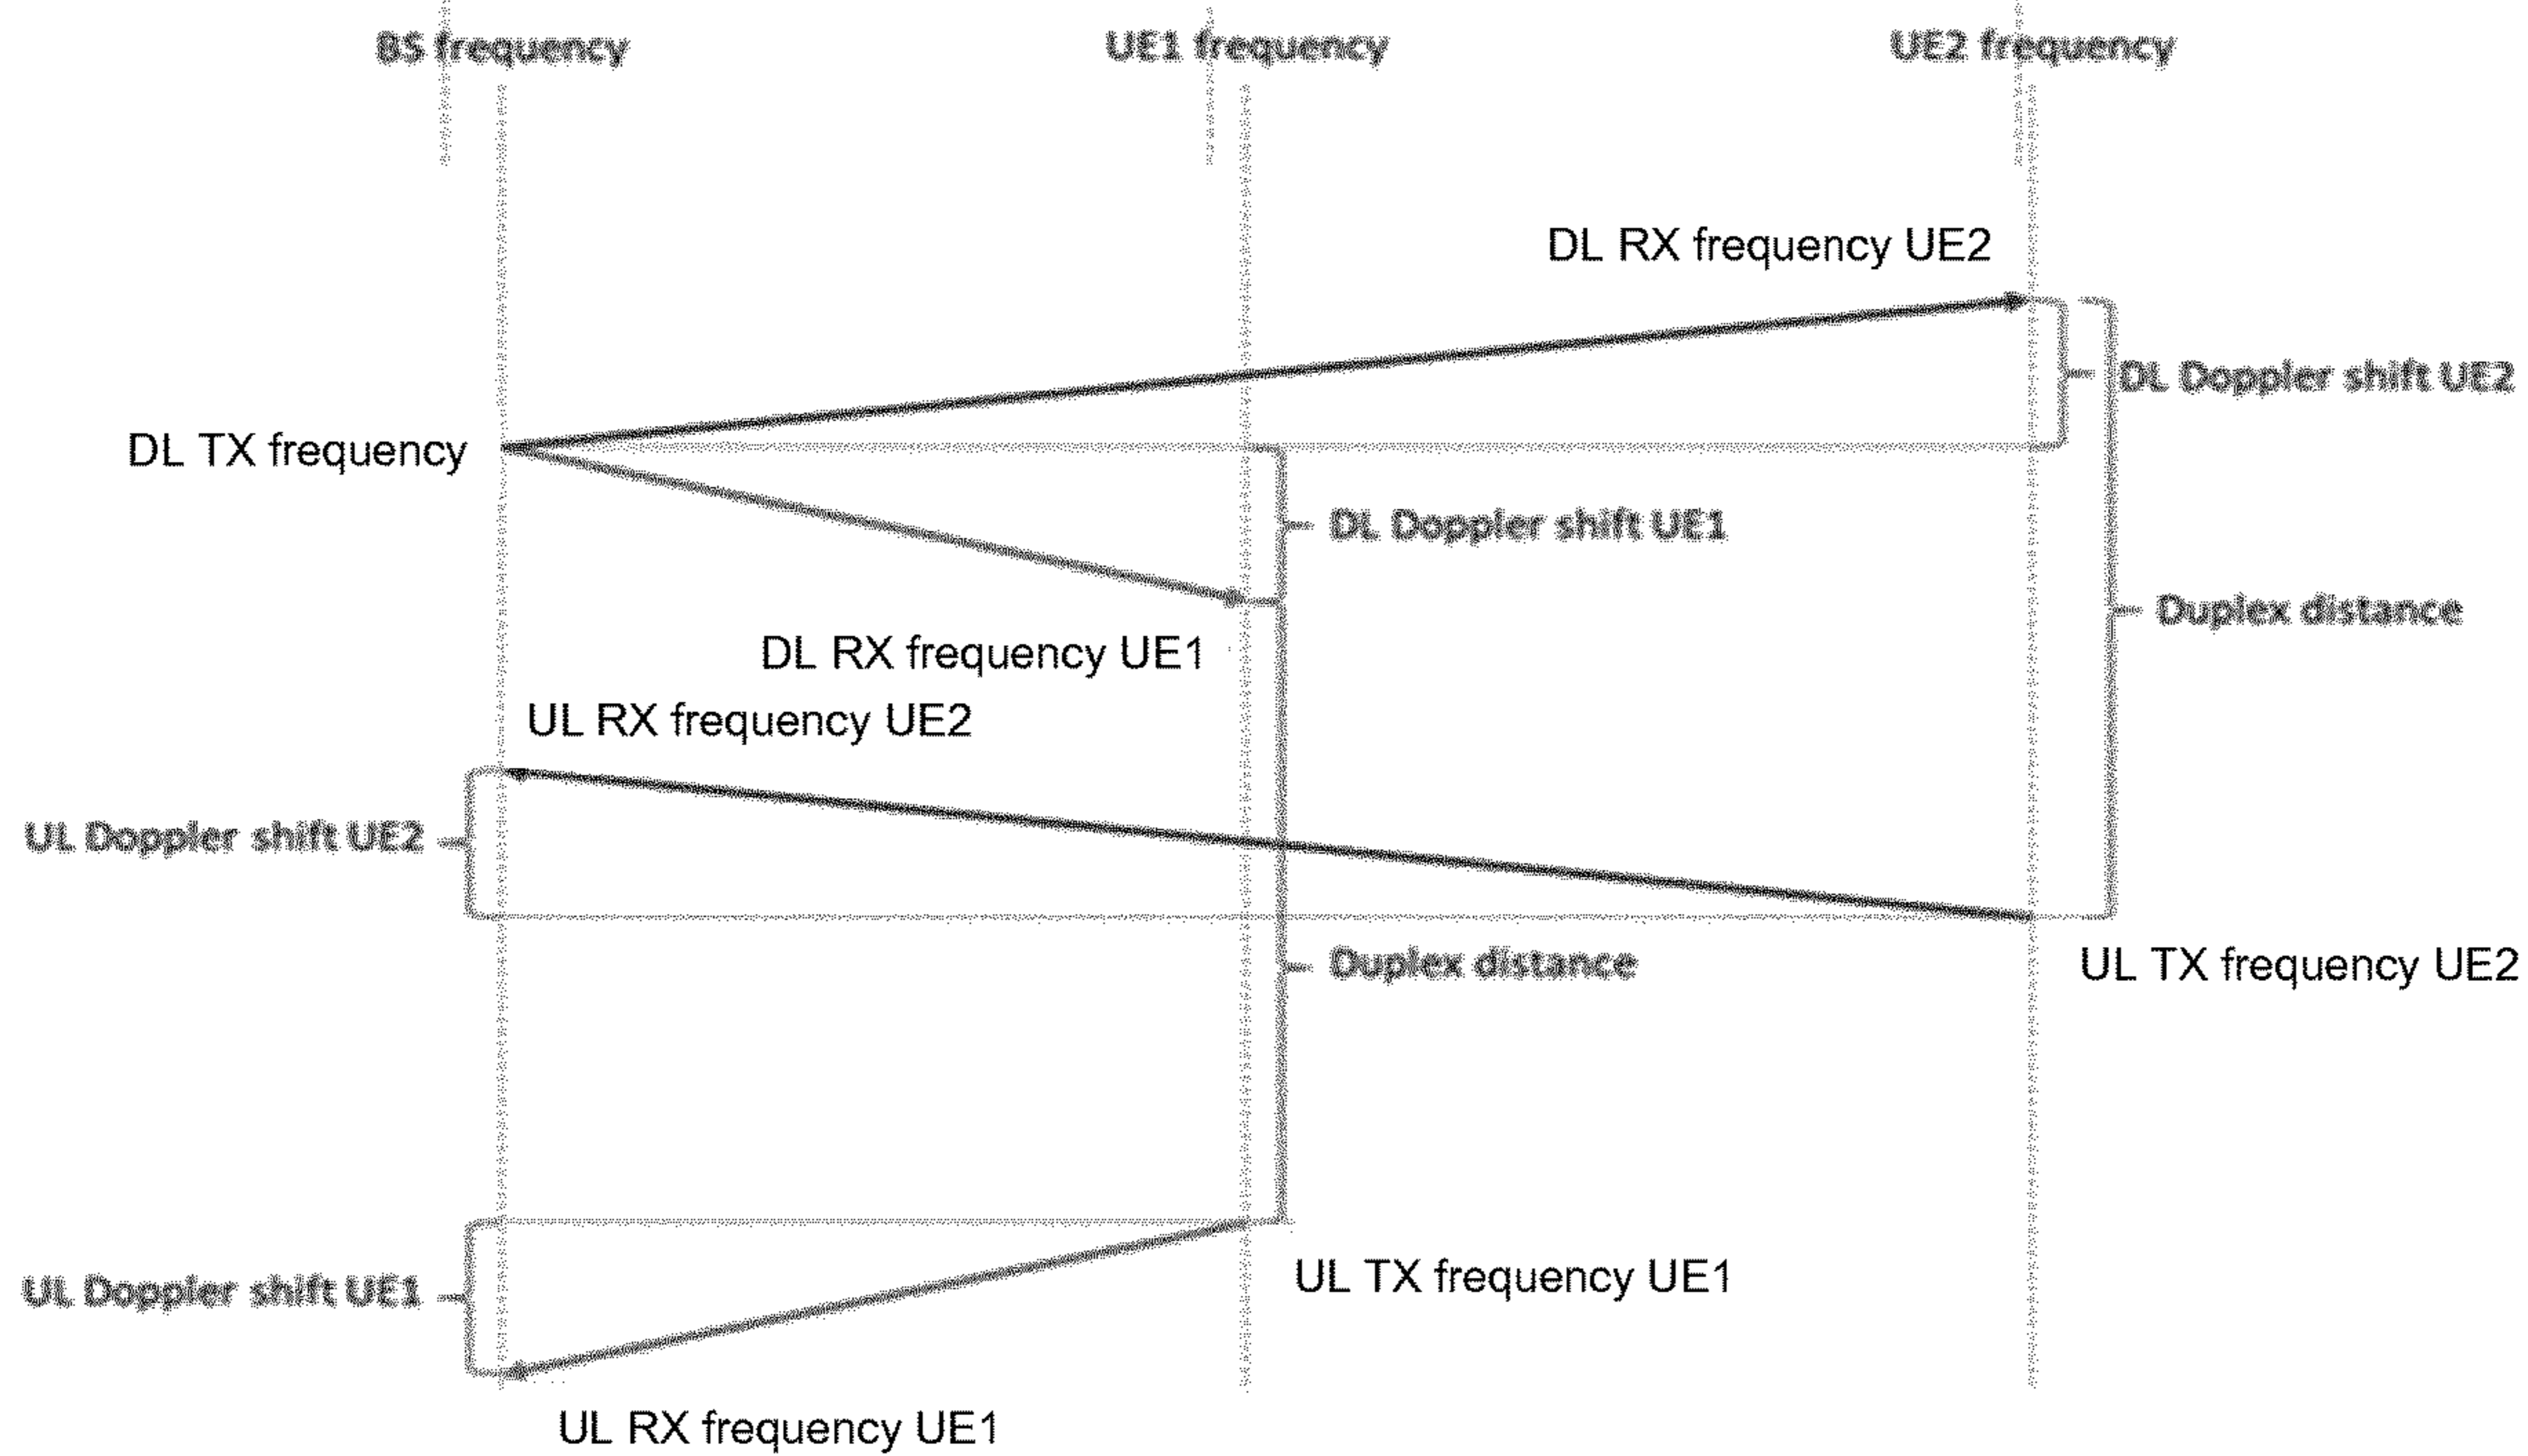 BS frequency
UE1 frequency
UE2 frequency
DL RX frequency UE2
DL Doppler shift UE2
DL TX frequency
DL Doppler shift UE1
Duplex distance
DL RX frequency UE1
UL RX frequency UE2
UL Doppler shift UE2
Duplex distance
UL TX frequency UE2
UL TX frequency UE1
UL Doppler shift UE1
UL RX frequency UE1